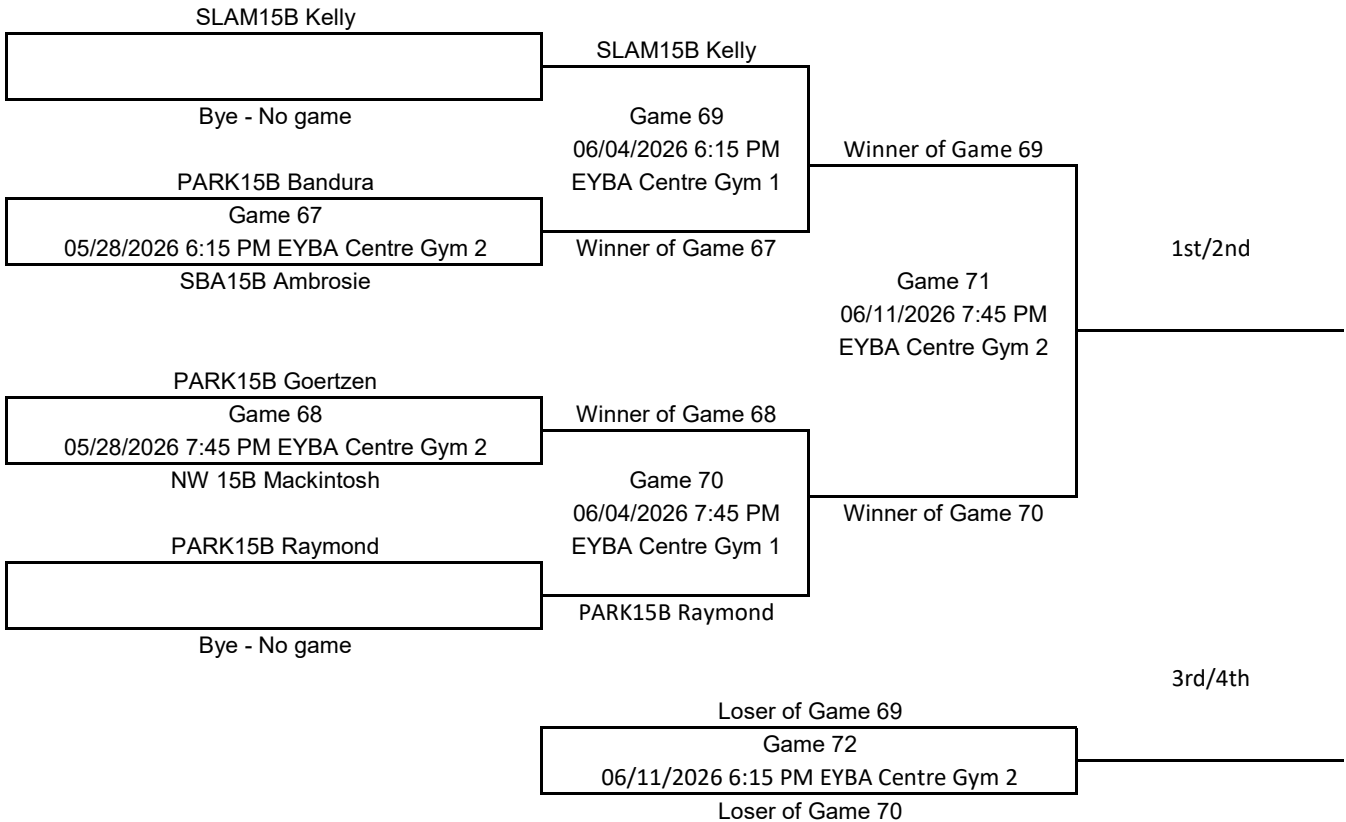 SLAM15B Kelly
SLAM15B Kelly
Bye - No game
Game 69
06/04/2026 6:15 PM
EYBA Centre Gym 1
Winner of Game 69
PARK15B Bandura
Game 67
05/28/2026 6:15 PM EYBA Centre Gym 2
SBA15B Ambrosie
Winner of Game 67
1st/2nd
Game 71
06/11/2026 7:45 PM
EYBA Centre Gym 2
PARK15B Goertzen
Game 68
05/28/2026 7:45 PM EYBA Centre Gym 2
NW 15B Mackintosh
Winner of Game 68
Game 70
06/04/2026 7:45 PM
EYBA Centre Gym 1
Winner of Game 70
PARK15B Raymond
PARK15B Raymond
Bye - No game
3rd/4th
Loser of Game 69
Game 72
06/11/2026 6:15 PM EYBA Centre Gym 2
Loser of Game 70